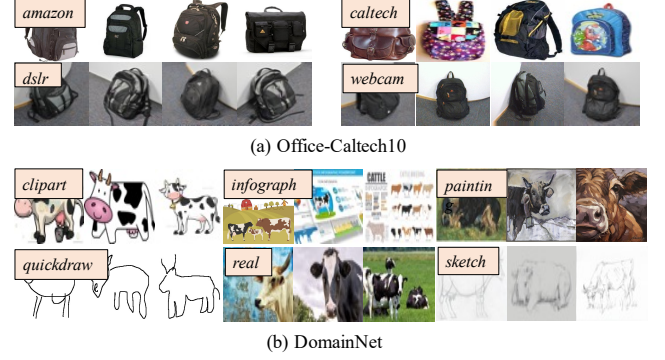 amazon
caltech
dslr
webcam
(a) Office-Caltech10
clipart
infograph
paintin
CATTLE
quickdraw
real
sketch
(b) DomainNet